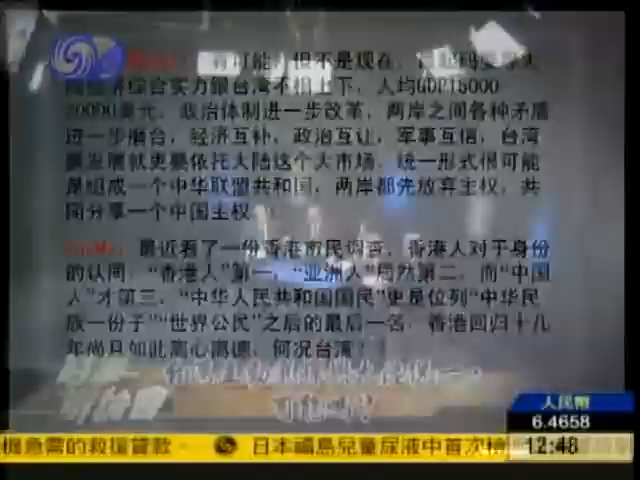 有可能，但不是现在，
综合实力跟台湾不相上下，人均GDP15000
20000美元，政治体制进一步改革，两岸之间各种矛盾
进一步磨合，经济互补，政治互让，军事互信，台湾
要发展就更要依托大陆这个大市场，统一形式很可能
是组成一个中华联盟共和国，两岸都先放弃主权，共
同分享一个中国主权
最近看了一份香港市民调查，香港人对于身份
的认同，“香港人”第一，“亚洲人”居然第二，而“中国
人”才第三，“中华人民共和国国民”更是位列“中华民
族一份子”“世界公民”之后的最后一名，香港回归十几
年尚且如此离心离德，何况台湾？！
人民幣
6.4658
機急需的救援貸款
日本福島兒童尿液中首次檢
12:48